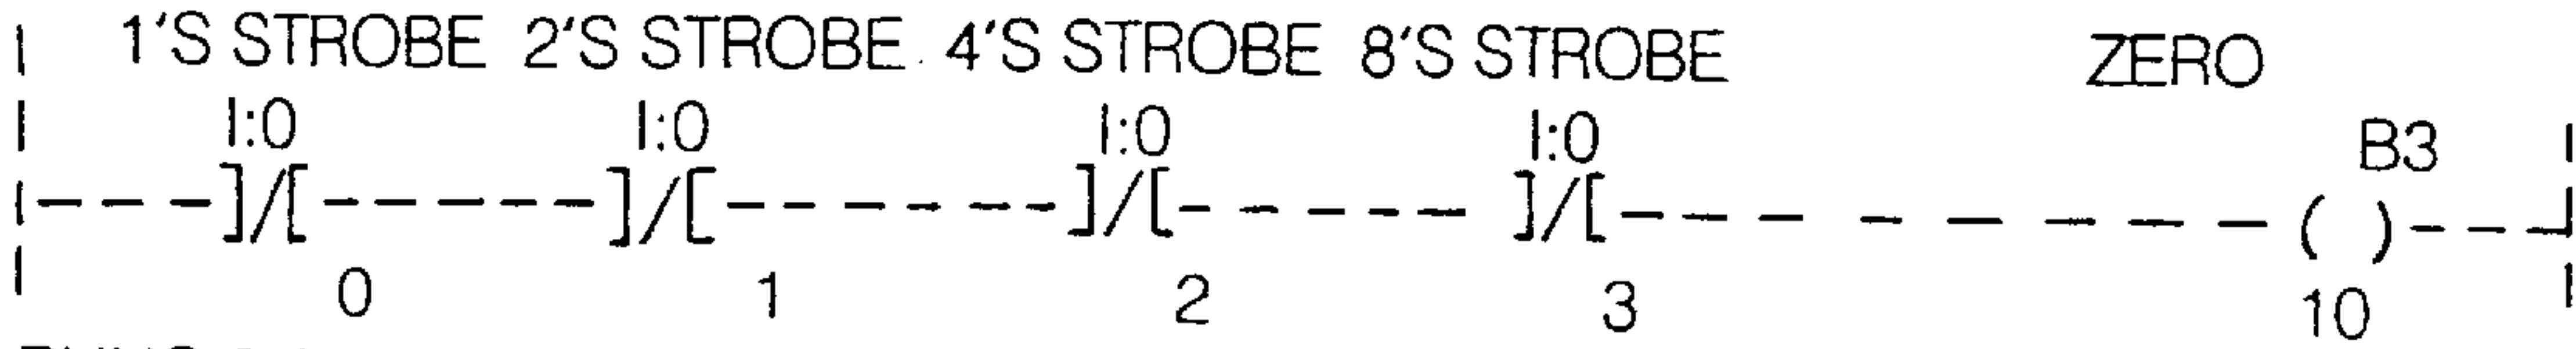 1'S STROBE 2'S STROBE 4'S STROBE 8'S STROBE ZERO
I:0 I:0 I:0 I:0 B3
]/[ ]/[ ]/[ ]/[ ( )
0 1 2 3 10